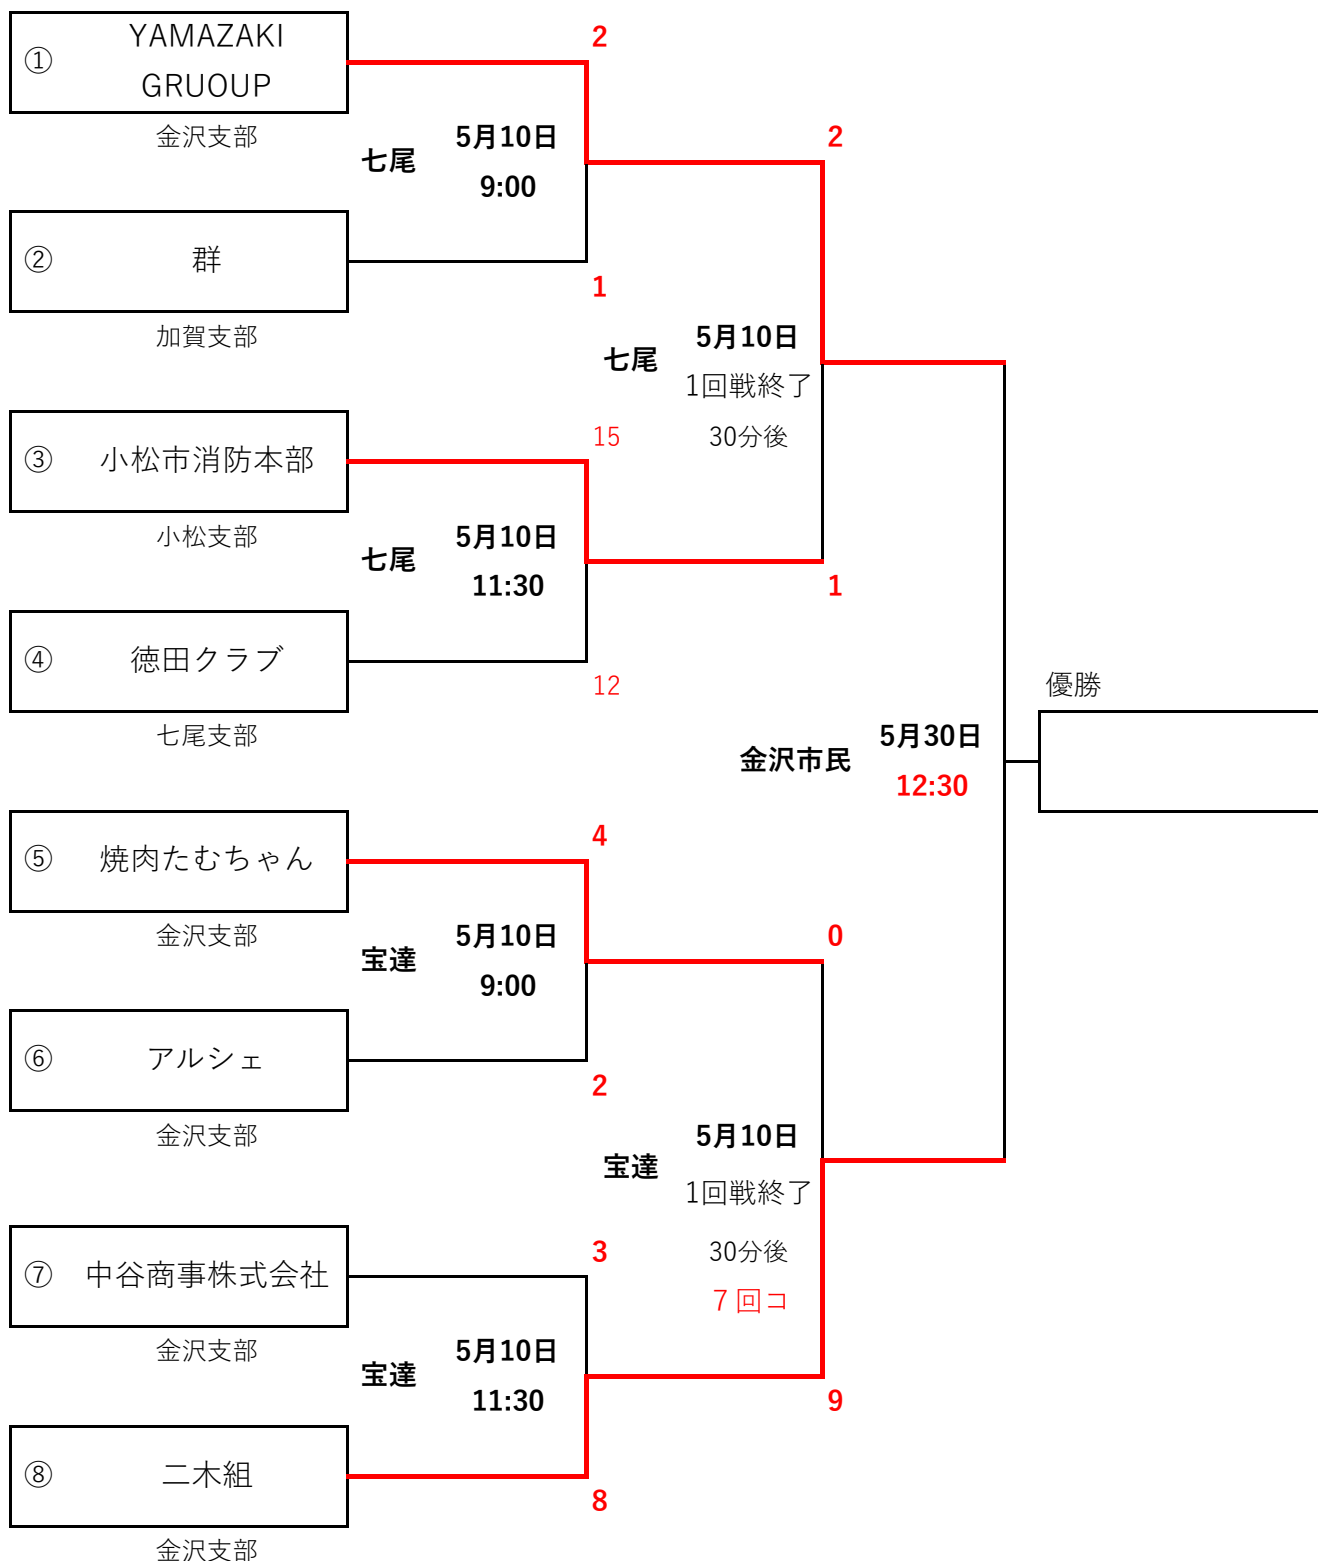 ① YAMAZAKI
GRUOUP
金沢支部
2
七尾
5月10日
9:00
② 群
加賀支部
1
2
七尾
5月10日
1回戦終了
30分後
③ 小松市消防本部
小松支部
15
七尾
5月10日
11:30
1
④ 徳田クラブ
七尾支部
12
金沢市民
5月30日
12:30
優勝
⑤ 焼肉たむちゃん
金沢支部
4
宝達
5月10日
9:00
0
⑥ アルシェ
金沢支部
2
宝達
5月10日
1回戦終了
30分後
7回コ
⑦ 中谷商事株式会社
金沢支部
3
宝達
5月10日
11:30
9
⑧ 二木組
金沢支部
8